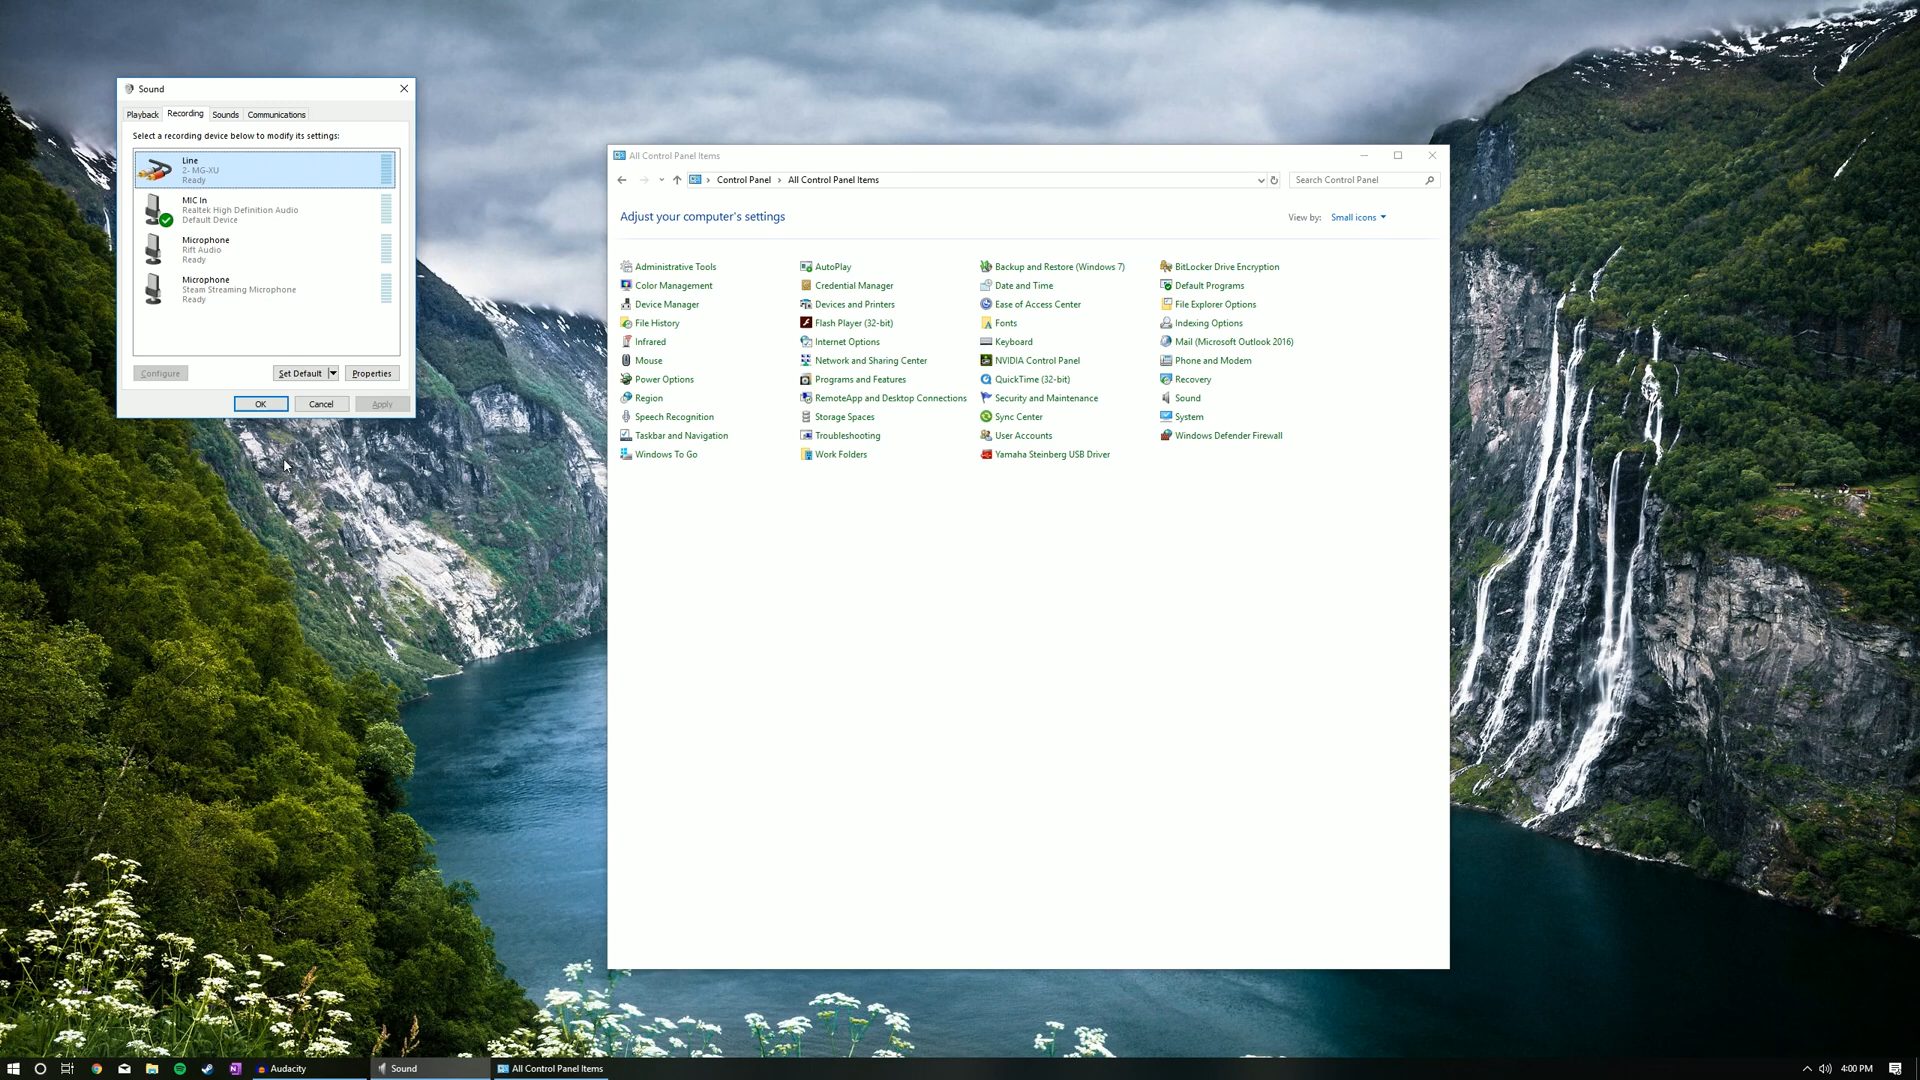 Sound
Playback
Recording
Sounds
Communications
Select a recording device below to modify its settings:
Line
2- MG-XU
Ready
MIC In
Realtek High Definition Audio
Default Device
Microphone
Rift Audio
Ready
Microphone
Steam Streaming Microphone
Ready
Configure
Set Default
Properties
OK
Cancel
Apply
All Control Panel Items
Control Panel
All Control Panel Items
Search Control Panel
Adjust your computer's settings
View by: Small icons
Administrative Tools
AutoPlay
Backup and Restore (Windows 7)
BitLocker Drive Encryption
Color Management
Credential Manager
Date and Time
Default Programs
Device Manager
Devices and Printers
Ease of Access Center
File Explorer Options
File History
Flash Player (32-bit)
Fonts
Indexing Options
Infrared
Internet Options
Keyboard
Mail (Microsoft Outlook 2016)
Mouse
Network and Sharing Center
NVIDIA Control Panel
Phone and Modem
Power Options
Programs and Features
QuickTime (32-bit)
Recovery
Region
RemoteApp and Desktop Connections
Security and Maintenance
Sound
Speech Recognition
Storage Spaces
Sync Center
System
Taskbar and Navigation
Troubleshooting
User Accounts
Windows Defender Firewall
Windows To Go
Work Folders
Yamaha Steinberg USB Driver
Audacity
Sound
All Control Panel Items
4:00 PM